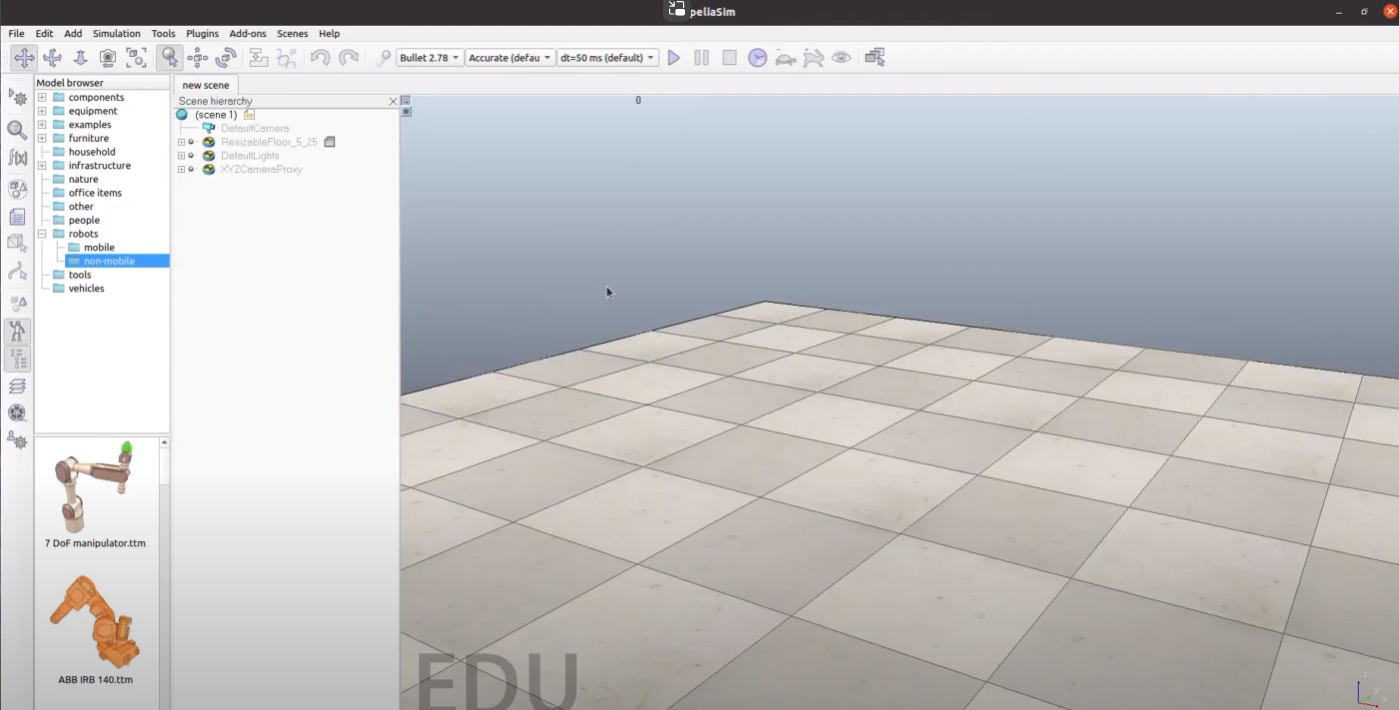 peliaSim
File Edit Add Simulation Tools Plugins Add-ons Scenes Help
Bullet 2.78 Accurate (defau dt=50 ms (default)
Model browser
components
equipment
examples
furniture
household
infrastructure
nature
office items
other
people
robots
mobile
non-mobile
tools
vehicles
7 DoF manipulator.ttm
ABB IRB 140.ttm
new scene
Scene hierarchy
(scene 1)
DefaultCamera
ResizableFloor_5_25
DefaultLights
XYZCameraProxy
f(x)
0
EDU